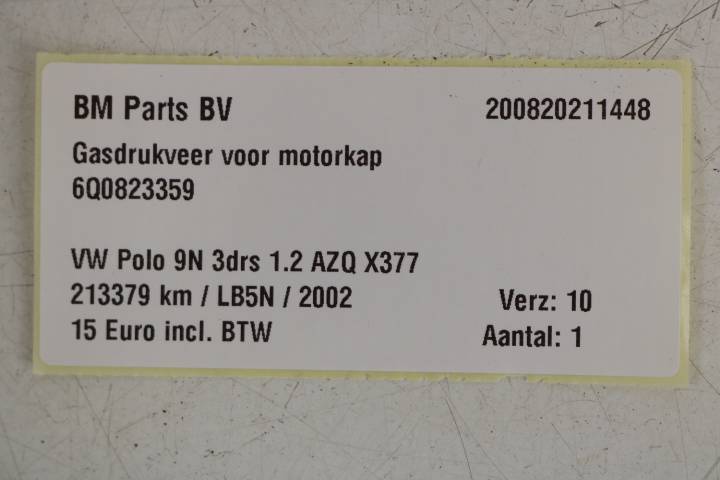 BM Parts BV 200820211448
Gasdrukveer voor motorkap
6Q0823359
VW Polo 9N 3drs 1.2 AZQ X377
213379 km / LB5N / 2002 Verz: 10
15 Euro incl. BTW Aantal: 1